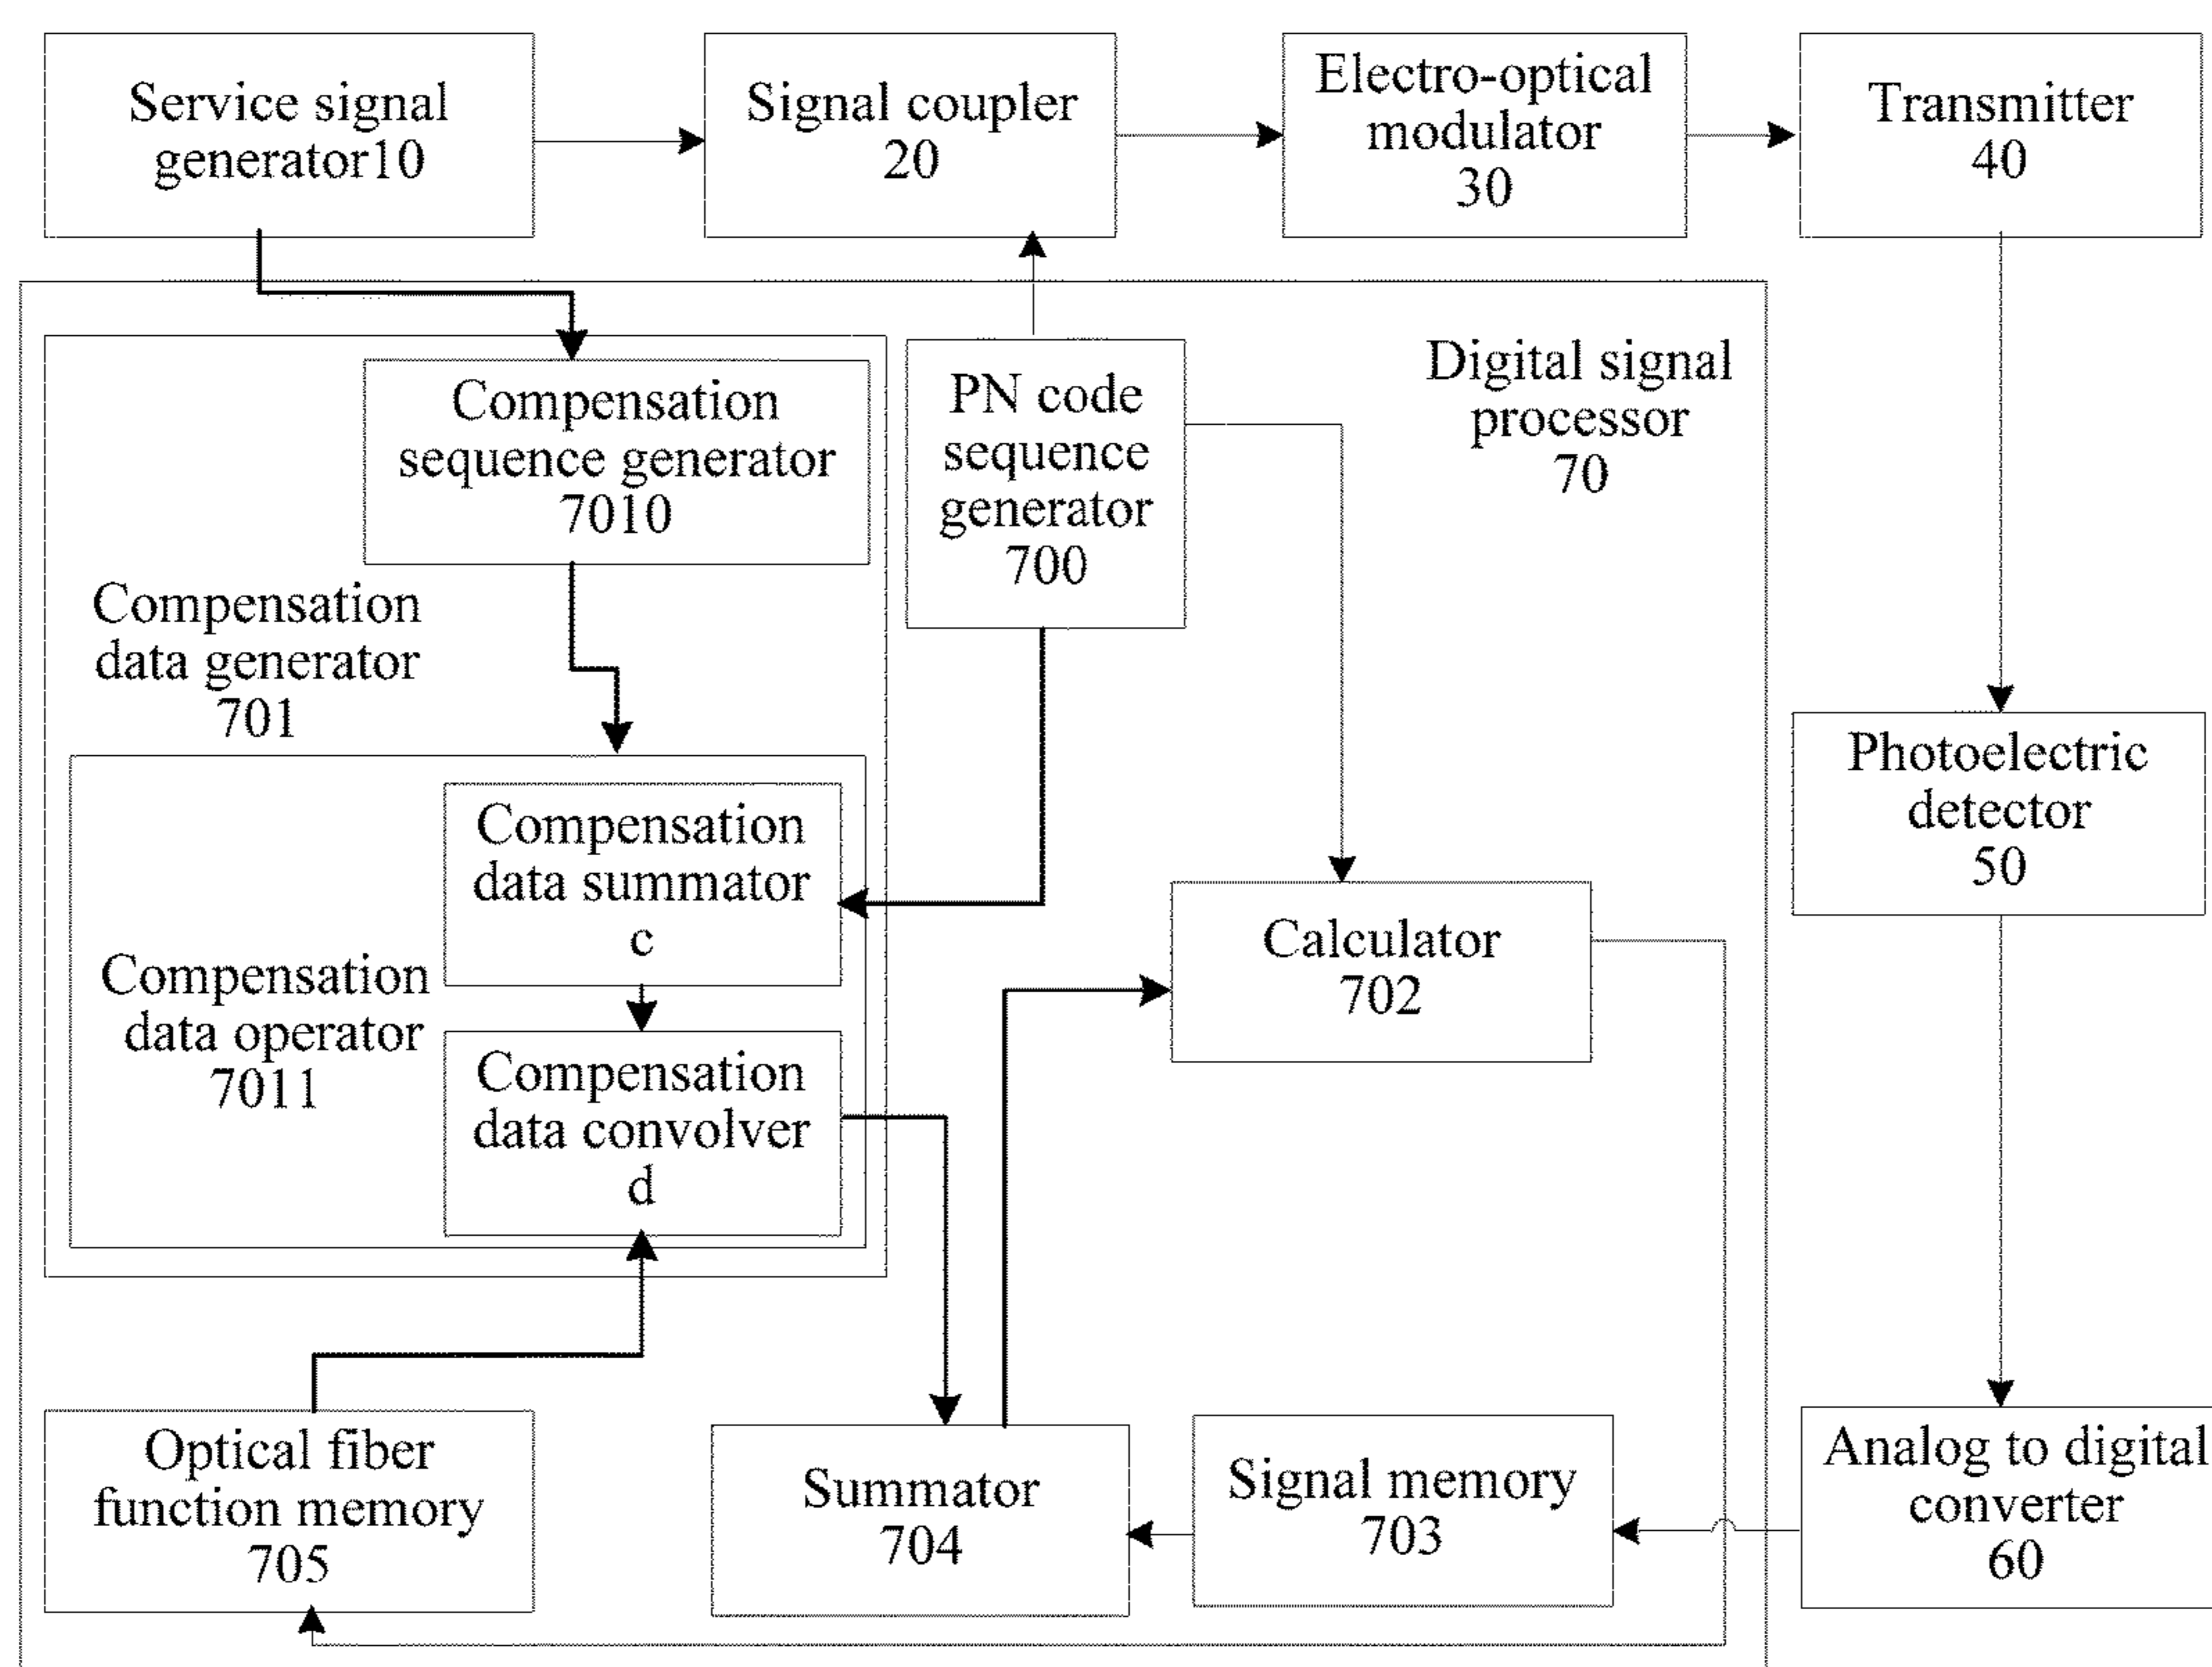 Service signal
generator10
Signal coupler
20
Electro-optical
modulator
30
Transmitter
40
Compensation
sequence generator
7010
PN code
sequence
generator
700
Digital signal
processor
70
Compensation
data generator
701
Photoelectric
detector
50
Compensation
data summator
c
Calculator
702
Compensation
data operator
7011
Compensation
data convolver
d
Optical fiber
function memory
705
Summator
704
Signal memory
703
Analog to digital
converter
60